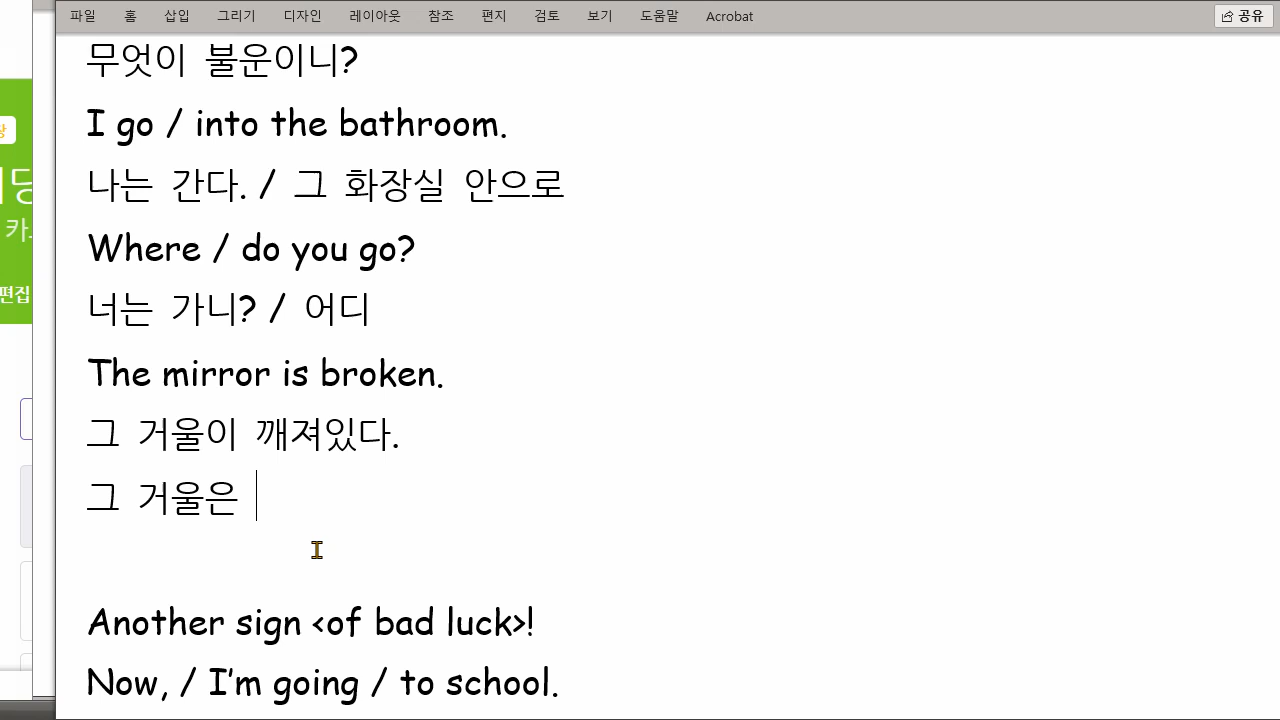 파일 홈 삽입 그리기 디자인 레이아웃 참조 편지 검토 보기 도움말 Acrobat 공유
무엇이 불운이니?
I go / into the bathroom.
나는 간다. / 그 화장실 안으로
Where / do you go?
너는 가니? / 어디
The mirror is broken.
그 거울이 깨져있다.
그 거울은
Another sign <of bad luck>!
Now, / I'm going / to school.
편집